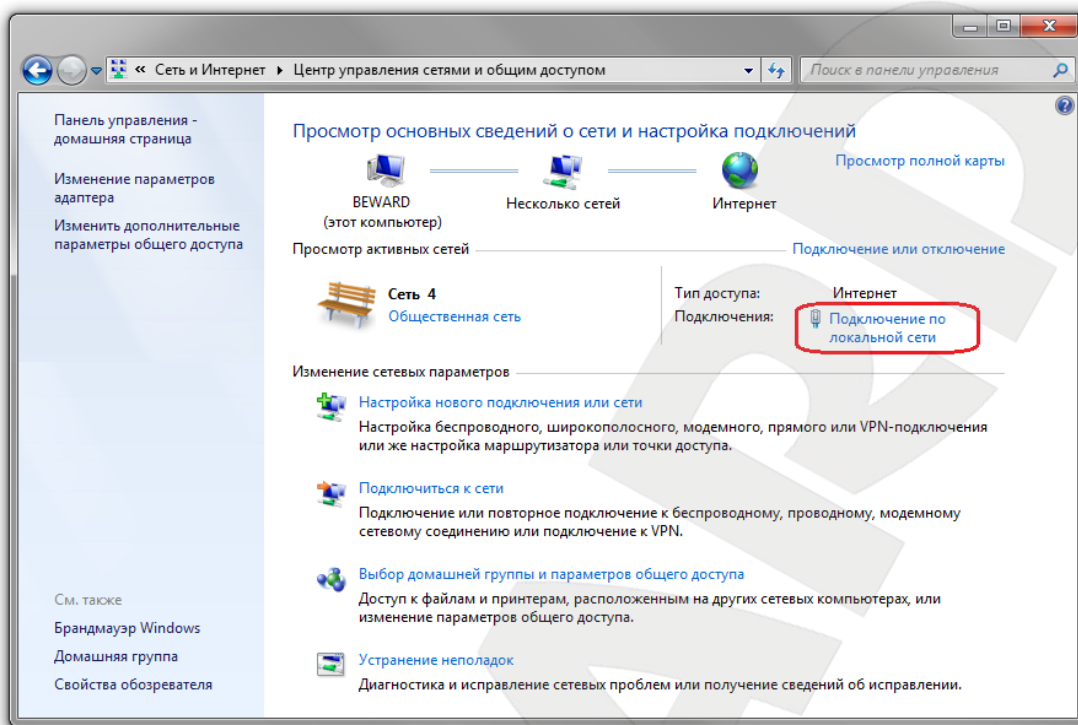 « Сеть и Интернет ▸ Центр управления сетями и общим доступом
Поиск в панели управления
Панель управления -
домашняя страница
Изменение параметров
адаптера
Изменить дополнительные
параметры общего доступа
См. также
Брандмауэр Windows
Домашняя группа
Свойства обозревателя
Просмотр основных сведений о сети и настройка подключений
Просмотр полной карты
BEWARD
(этот компьютер)
Несколько сетей
Интернет
Просмотр активных сетей
Подключение или отключение
Сеть 4
Общественная сеть
Тип доступа: Интернет
Подключения: Подключение по
локальной сети
Изменение сетевых параметров
Настройка нового подключения или сети
Настройка беспроводного, широкополосного, модемного, прямого или VPN-подключения
или же настройка маршрутизатора или точки доступа.
Подключиться к сети
Подключение или повторное подключение к беспроводному, проводному, модемному
сетевому соединению или подключение к VPN.
Выбор домашней группы и параметров общего доступа
Доступ к файлам и принтерам, расположенным на других сетевых компьютерах, или
изменение параметров общего доступа.
Устранение неполадок
Диагностика и исправление сетевых проблем или получение сведений об исправлении.